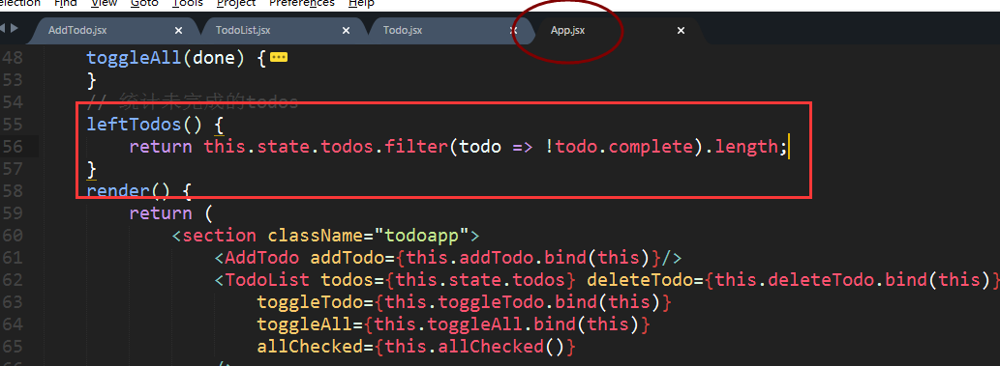 election Find View Goto Tools Project Preferences Help
AddTodo.jsx × TodoList.jsx × Todo.jsx × App.jsx ×
48 toggleAll(done) {
53 }
54 // 统计未完成的todos
55 leftTodos() {
56 return this.state.todos.filter(todo => !todo.complete).length;
57 }
58 render() {
59 return (
60 <section className="todoapp">
61 <AddTodo addTodo={this.addTodo.bind(this)}/>
62 <TodoList todos={this.state.todos} deleteTodo={this.deleteTodo.bind(this)}
63 toggleTodo={this.toggleTodo.bind(this)}
64 toggleAll={this.toggleAll.bind(this)}
65 allChecked={this.allChecked()}
/>